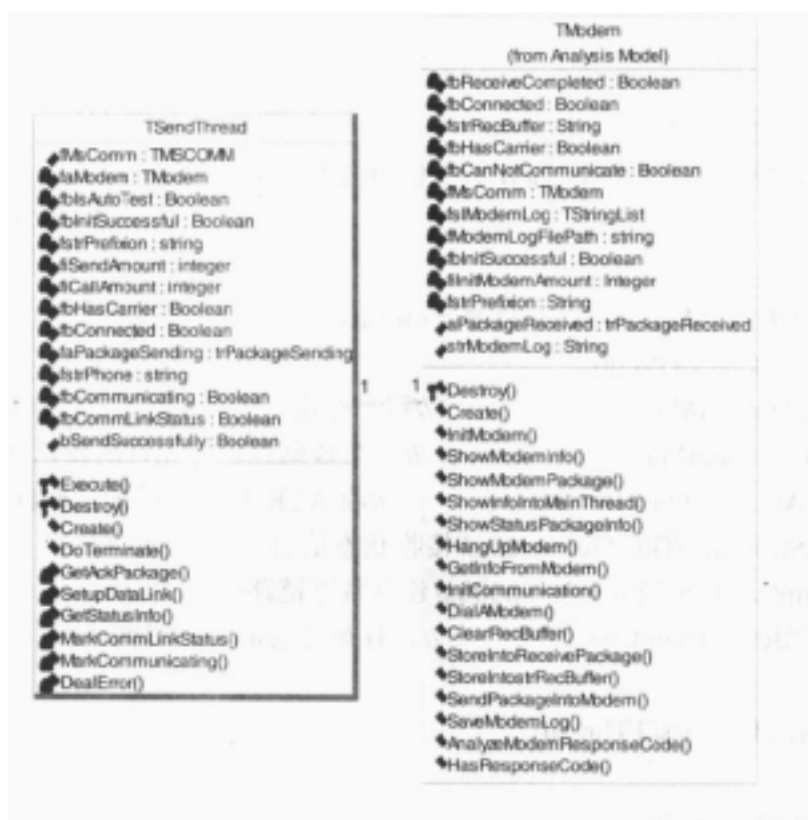 TSendThread
fMsComm : TMSCOMM
faModem : TModem
fbIsAutoTest : Boolean
fbInitSuccessful : Boolean
fstrPrefixion : string
fiSendAmount : integer
fiCallAmount : integer
fbHasCarrier : Boolean
fbConnected : Boolean
faPackageSending : trPackageSending
fstrPhone : string
fbCommunicating : Boolean
fbCommLinkStatus : Boolean
bSendSuccessfully : Boolean
Execute()
Destroy()
Create()
DoTerminate()
GetAckPackage()
SetupDataLink()
GetStatusInfo()
MarkCommLinkStatus()
MarkCommunicating()
DealError()
1
1
TModem
(from Analysis Model)
fbReceiveCompleted : Boolean
fbConnected : Boolean
fstrRecBuffer : String
fbHasCarrier : Boolean
fbCanNotCommunicate : Boolean
fMsComm : TModem
fslModemLog : TStringList
fModemLogFilePath : string
fbInitSuccessful : Boolean
fiInitModemAmount : Integer
fstrPrefixion : String
aPackageReceived : trPackageReceived
strModemLog : String
Destroy()
Create()
InitModem()
ShowModemInfo()
ShowModemPackage()
ShowInfoIntoMainThread()
ShowStatusPackageInfo()
HangUpModem()
GetInfoFromModem()
InitCommunication()
DialAModem()
ClearRecBuffer()
StoreIntoReceivePackage()
StoreIntostrRecBuffer()
SendPackageIntoModem()
SaveModemLog()
AnalyzeModemResponseCode()
HasResponseCode()